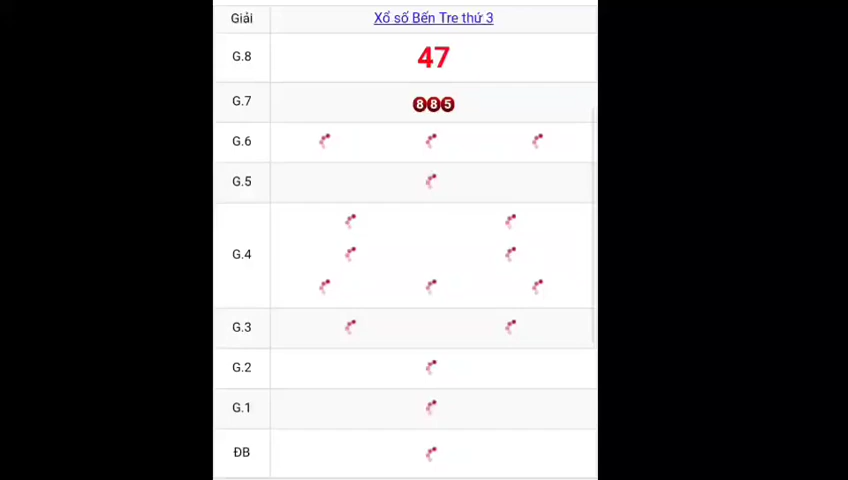 Giải Xổ số Bến Tre thứ 3
G.8 47
G.7 885
G.6
G.5
G.4
G.3
G.2
G.1
ĐB